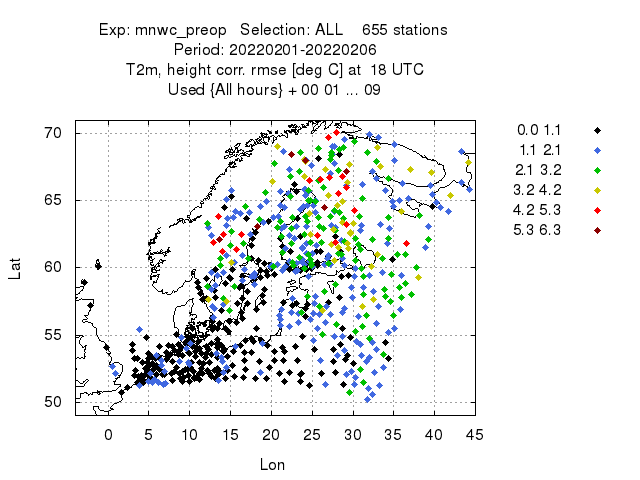 Exp: mnwc_preop Selection: ALL 655 stations
Period: 20220201-20220206
T2m, height corr. rmse [deg C] at 18 UTC
Used {All hours} + 00 01 ... 09
0.0 1.1
1.1 2.1
2.1 3.2
3.2 4.2
4.2 5.3
5.3 6.3
70
65
60
55
50
Lat
0 5 10 15 20 25 30 35 40 45
Lon